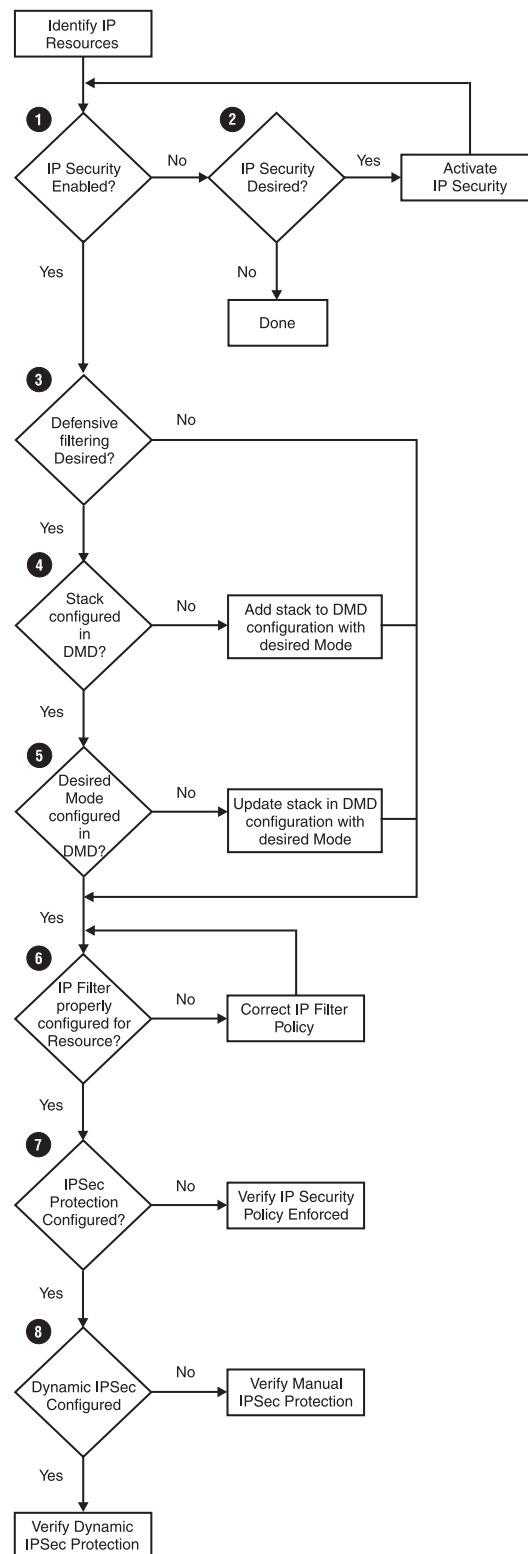 Identify IP
Resources
1
2
IP Security
Enabled?
No
IP Security
Desired?
Yes
Activate
IP Security
Yes
No
Done
3
Defensive
filtering
Desired?
No
Yes
4
Stack
configured
in
DMD?
No
Add stack to DMD
configuration with
desired Mode
Yes
5
Desired
Mode
configured
in
DMD?
No
Update stack in DMD
configuration with
desired Mode
Yes
6
IP Filter
properly
configured for
Resource?
No
Correct IP Filter
Policy
Yes
7
IPSec
Protection
Configured?
No
Verify IP Security
Policy Enforced
Yes
8
Dynamic IPSec
Configured
No
Verify Manual
IPSec Protection
Yes
Verify Dynamic
IPSec Protection